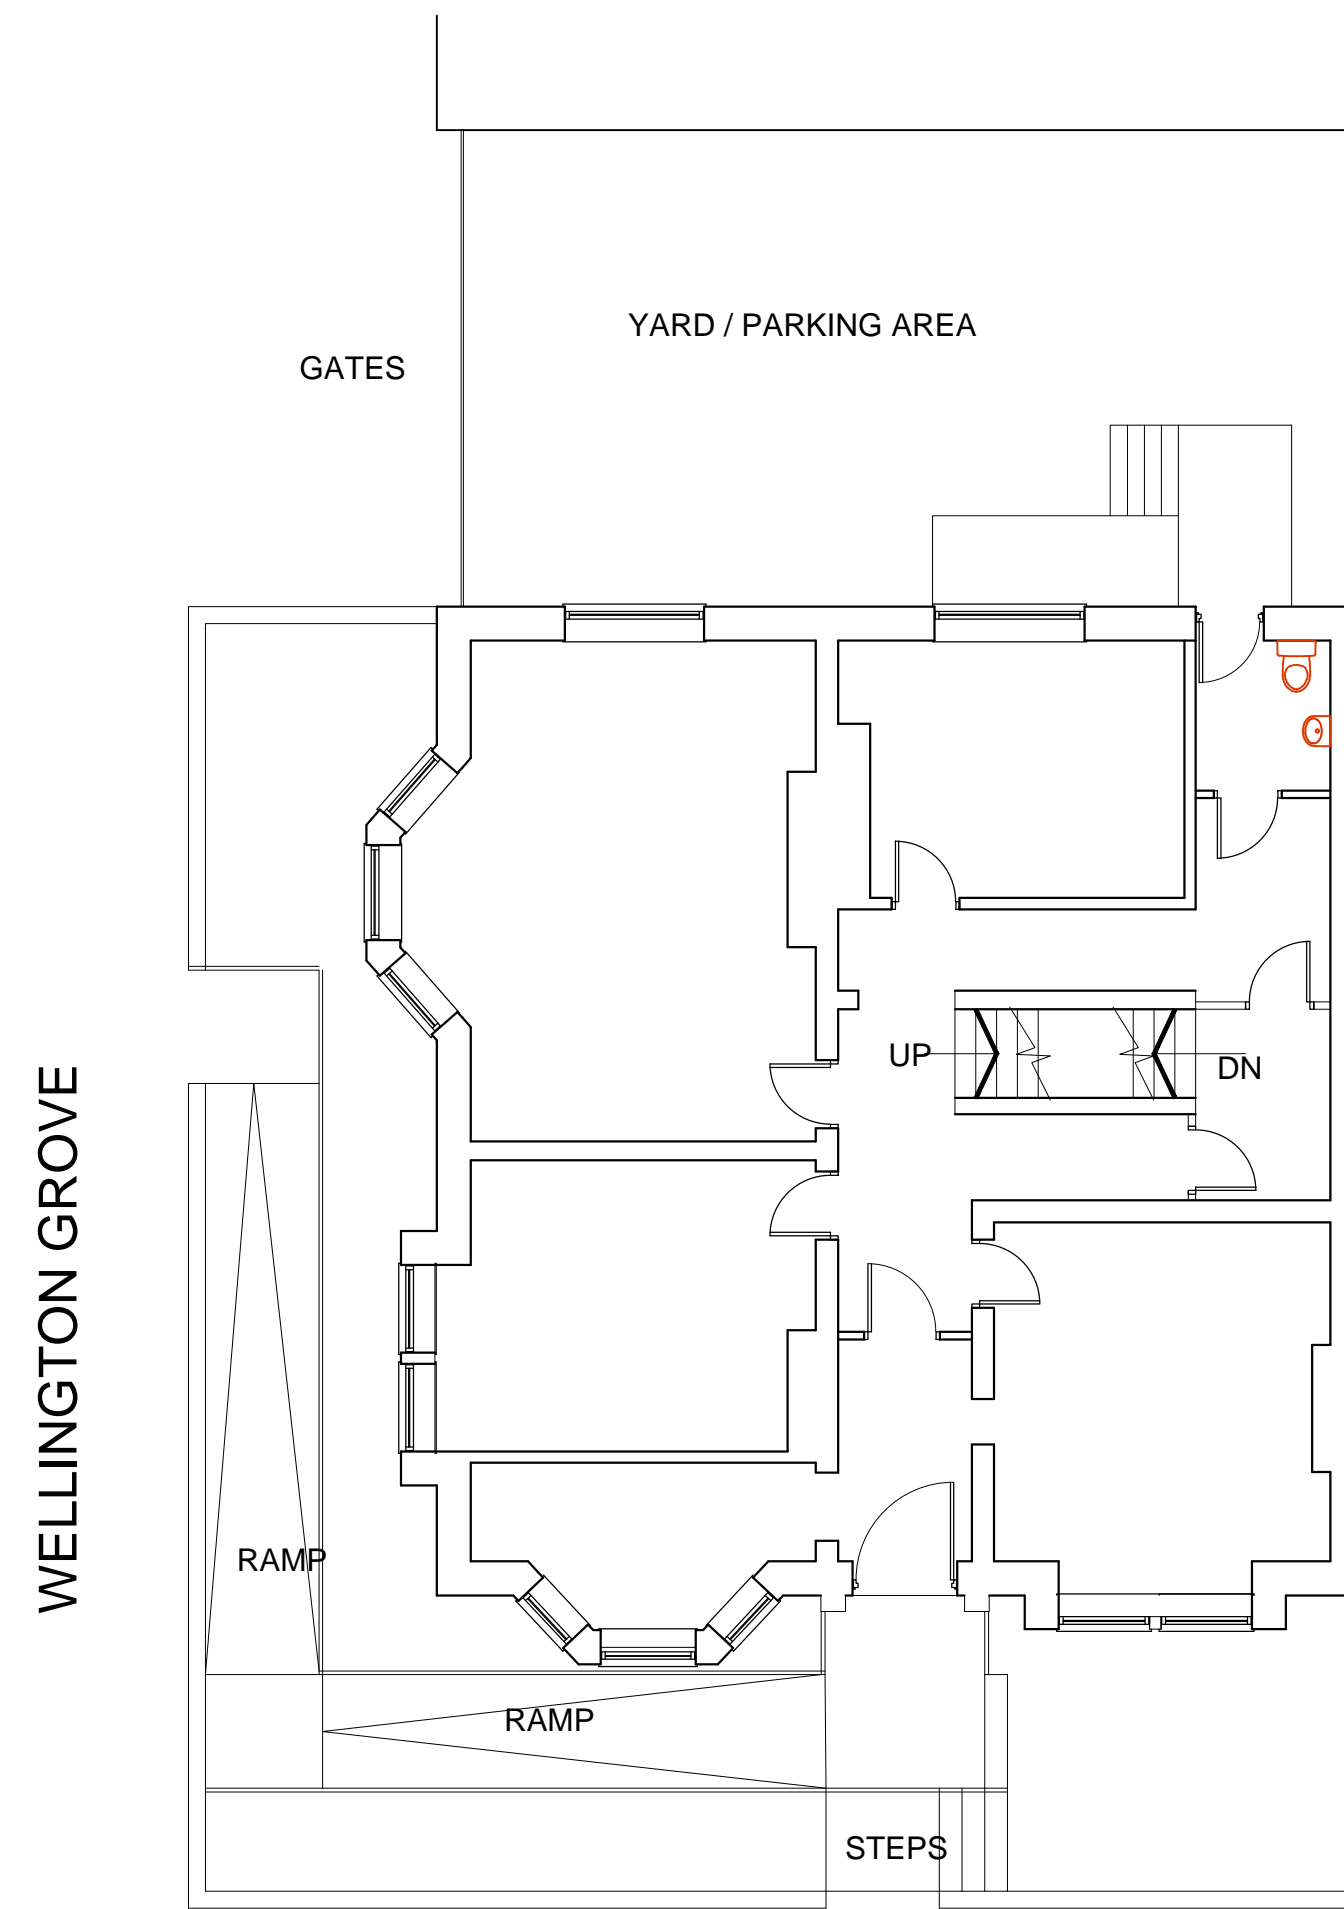 YARD / PARKING AREA
GATES
UP
DN
WELLINGTON GROVE
RAMP
RAMP
STEPS